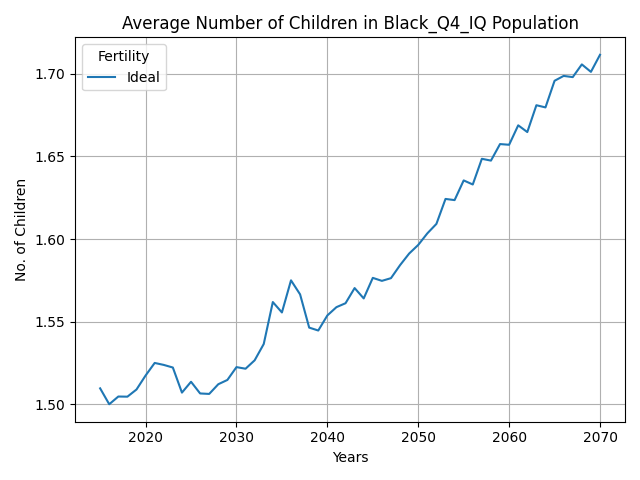 Average Number of Children in Black_Q4_IQ Population
Fertility
Ideal
No. of Children
1.70
1.65
1.60
1.55
1.50
2020 2030 2040 2050 2060 2070
Years